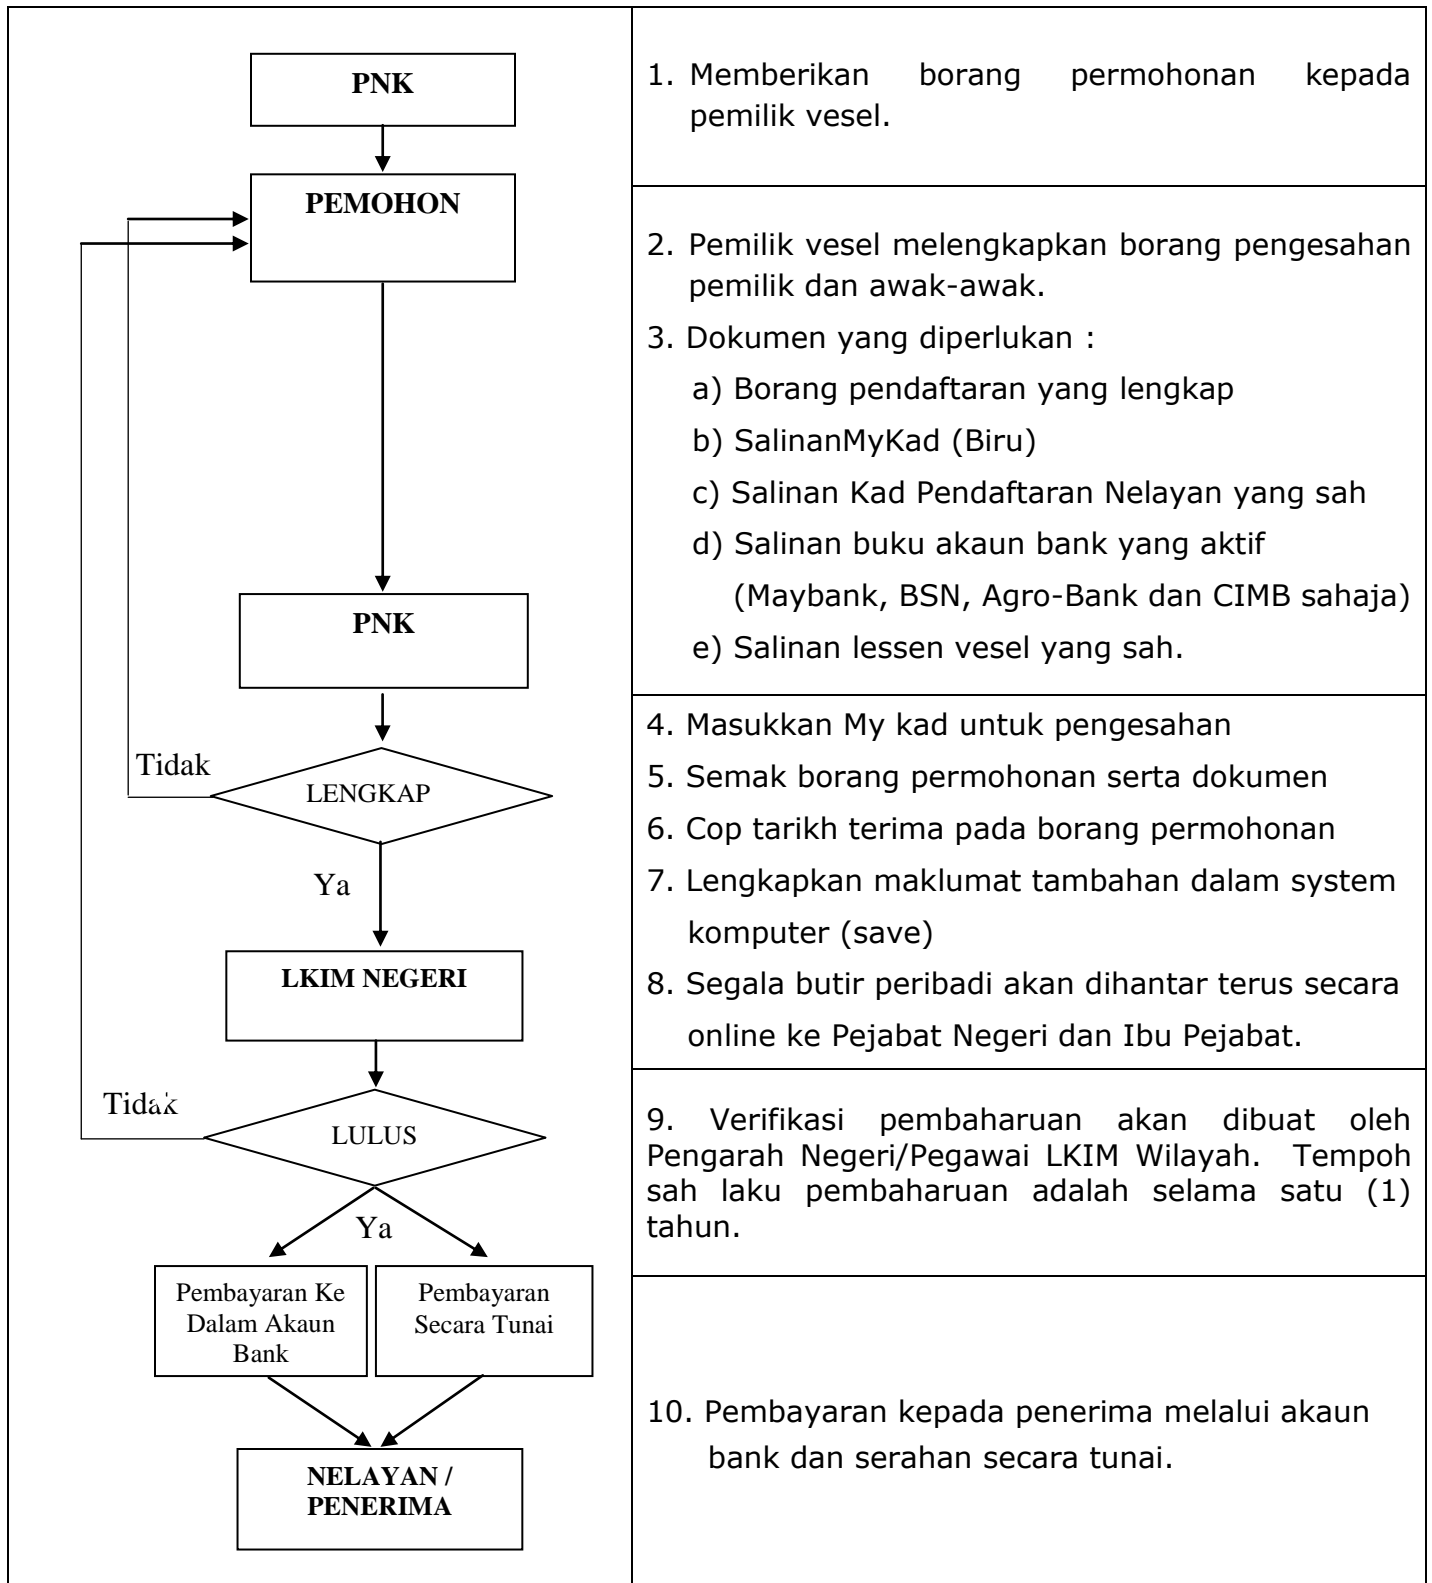 PNK
1. Memberikan borang permohonan kepada
pemilik vesel.
PEMOHON
2. Pemilik vesel melengkapkan borang pengesahan
pemilik dan awak-awak.
3. Dokumen yang diperlukan :
a) Borang pendaftaran yang lengkap
b) SalinanMyKad (Biru)
c) Salinan Kad Pendaftaran Nelayan yang sah
d) Salinan buku akaun bank yang aktif
(Maybank, BSN, Agro-Bank dan CIMB sahaja)
e) Salinan lessen vesel yang sah.
PNK
Tidak
LENGKAP
Ya
4. Masukkan My kad untuk pengesahan
5. Semak borang permohonan serta dokumen
6. Cop tarikh terima pada borang permohonan
7. Lengkapkan maklumat tambahan dalam system
komputer (save)
8. Segala butir peribadi akan dihantar terus secara
online ke Pejabat Negeri dan Ibu Pejabat.
LKIM NEGERI
Tidak
LULUS
Ya
9. Verifikasi pembaharuan akan dibuat oleh
Pengarah Negeri/Pegawai LKIM Wilayah. Tempoh
sah laku pembaharuan adalah selama satu (1)
tahun.
Pembayaran Ke
Dalam Akaun
Bank
Pembayaran
Secara Tunai
10. Pembayaran kepada penerima melalui akaun
bank dan serahan secara tunai.
NELAYAN /
PENERIMA